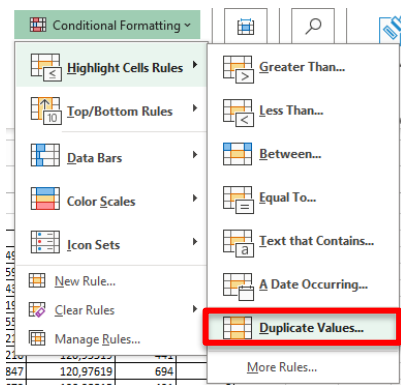 Conditional Formatting
Highlight Cells Rules
Top/Bottom Rules
10
Data Bars
Color Scales
Icon Sets
New Rule...
Clear Rules
Manage Rules...
Greater Than...
>
Less Than...
<
Between...
Equal To...
=
Text that Contains...
a
A Date Occurring...
Duplicate Values...
More Rules...
847 120,97619 694